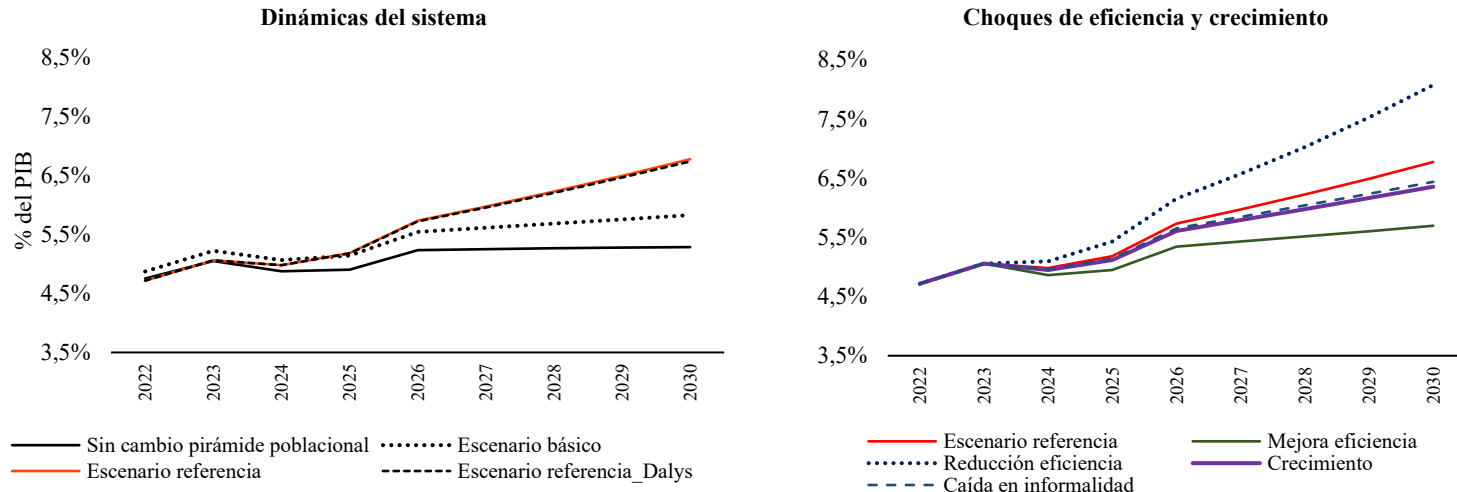 Dinámicas del sistema
8,5%
7,5%
6,5%
5,5%
4,5%
3,5%
% del PIB
2022
2023
2024
2025
2026
2027
2028
2029
2030
Sin cambio pirámide poblacional
Escenario básico
Escenario referencia
Escenario referencia_Dalys
Choques de eficiencia y crecimiento
8,5%
7,5%
6,5%
5,5%
4,5%
3,5%
2022
2023
2024
2025
2026
2027
2028
2029
2030
Escenario referencia
Mejora eficiencia
Reducción eficiencia
Crecimiento
Caída en informalidad